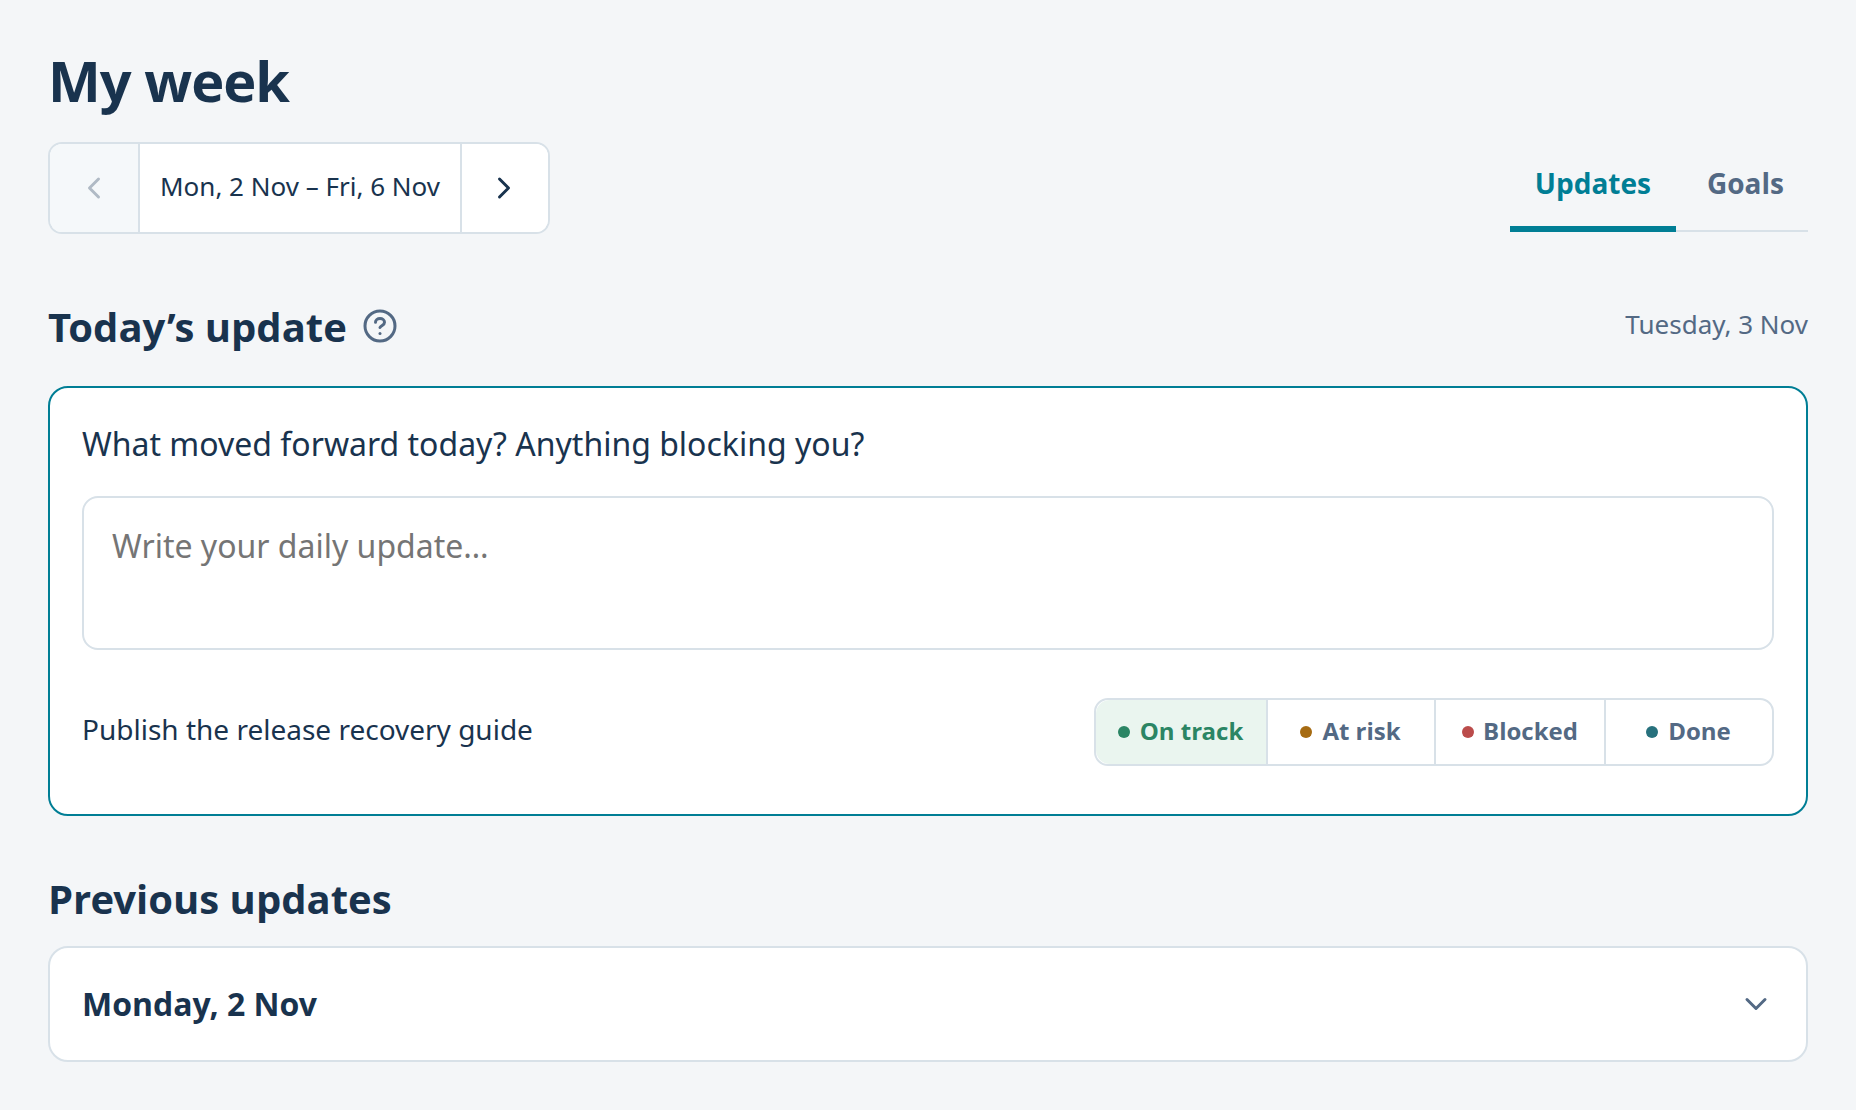 My week
Mon, 2 Nov – Fri, 6 Nov
Updates
Goals
Today’s update
Tuesday, 3 Nov
What moved forward today? Anything blocking you?
Write your daily update...
Publish the release recovery guide
On track
At risk
Blocked
Done
Previous updates
Monday, 2 Nov